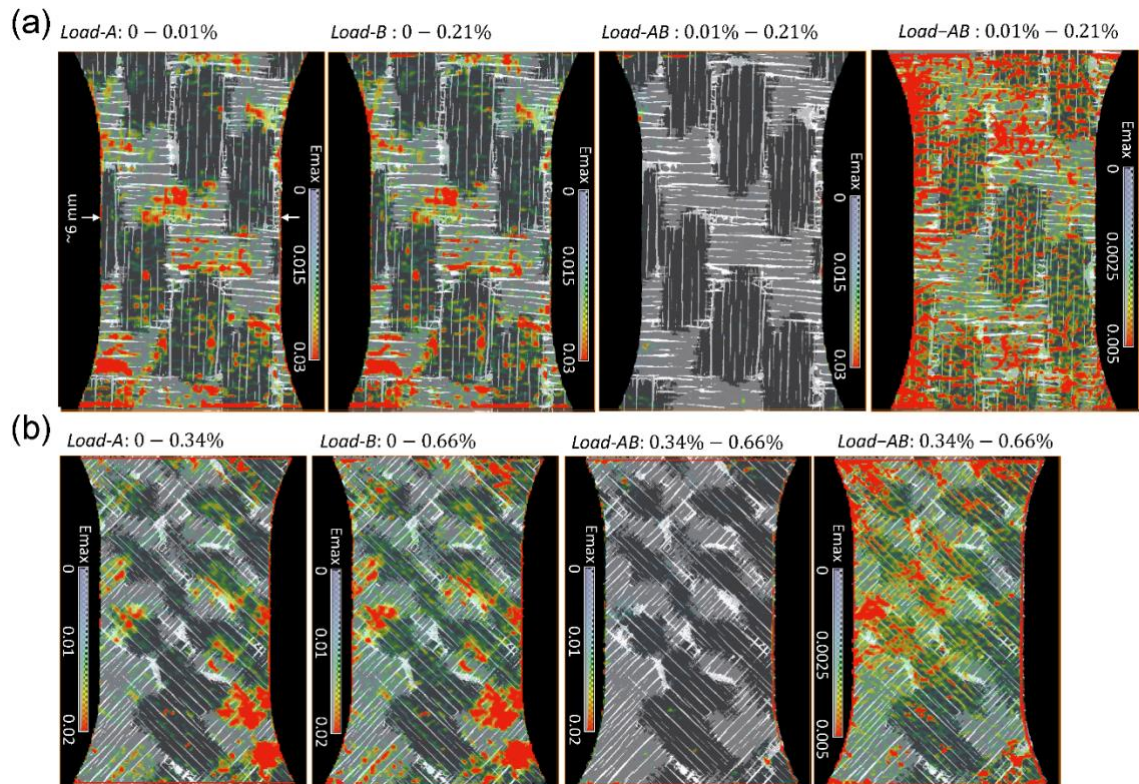 (a)
Load-A: 0 – 0.01%
Load-B : 0 – 0.21%
Load-AB : 0.01% – 0.21%
Load–AB : 0.01% – 0.21%
~6 mm
Emax
0
0.015
0.03
Emax
0
0.015
0.03
Emax
0
0.015
0.03
Emax
0
0.0025
0.005
(b)
Load-A: 0 – 0.34%
Load-B: 0 – 0.66%
Load-AB: 0.34% – 0.66%
Load–AB: 0.34% – 0.66%
Emax
0
0.01
0.02
Emax
0
0.01
0.02
Emax
0
0.01
0.02
Emax
0
0.0025
0.005